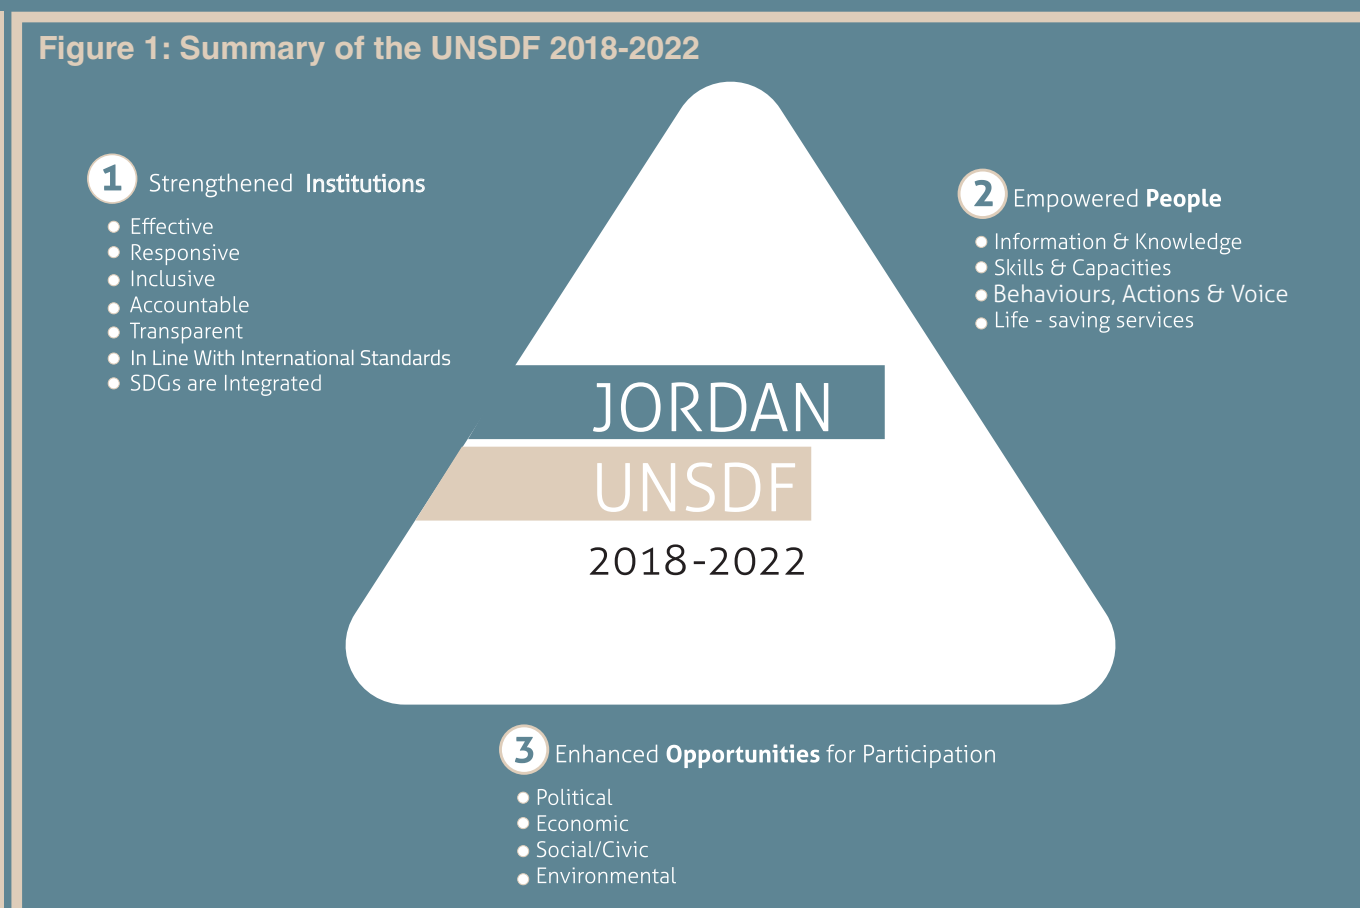 Figure 1: Summary of the UNSDF 2018-2022
1 Strengthened Institutions
Effective
Responsive
Inclusive
Accountable
Transparent
In Line With International Standards
SDGs are Integrated
2 Empowered People
Information & Knowledge
Skills & Capacities
Behaviours, Actions & Voice
Life - saving services
JORDAN
UNSDF
2018-2022
3 Enhanced Opportunities for Participation
Political
Economic
Social/Civic
Environmental